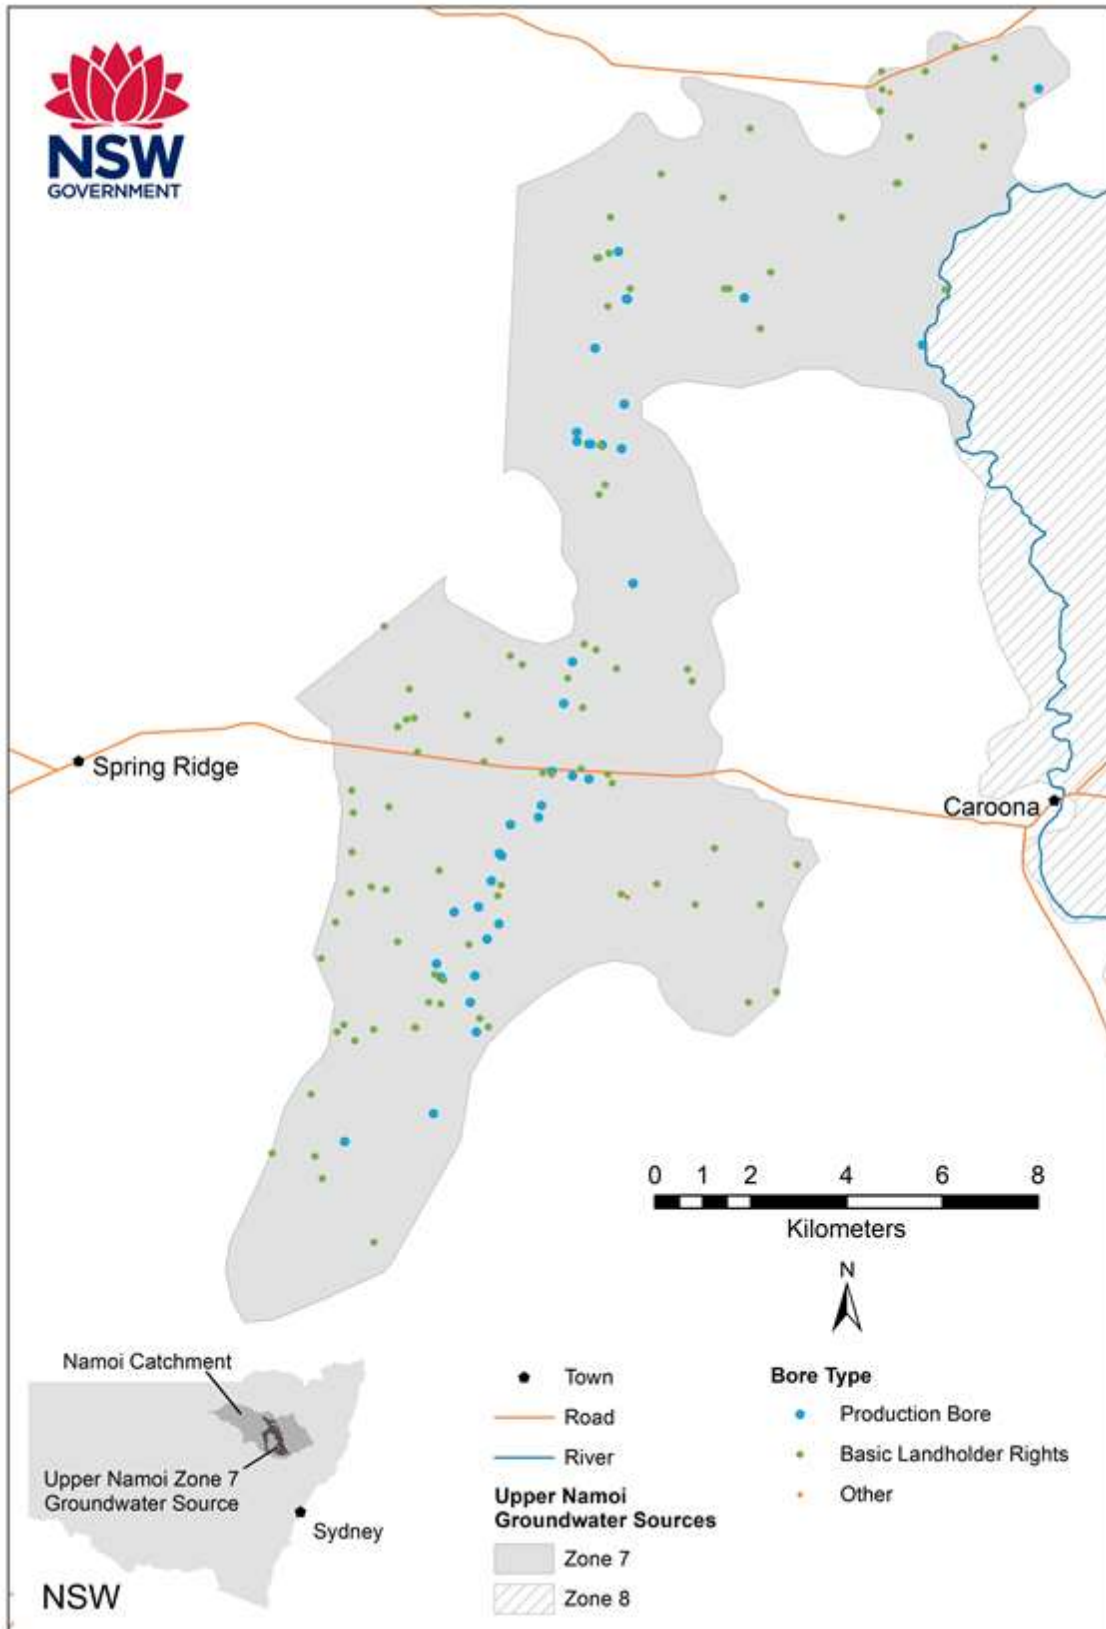 NSW
GOVERNMENT
Spring Ridge
Caroona
0 1 2 4 6 8
Kilometers
N
Namoi Catchment
Upper Namoi Zone 7
Groundwater Source
Sydney
NSW
Town
Road
River
Upper Namoi
Groundwater Sources
Zone 7
Zone 8
Bore Type
Production Bore
Basic Landholder Rights
Other